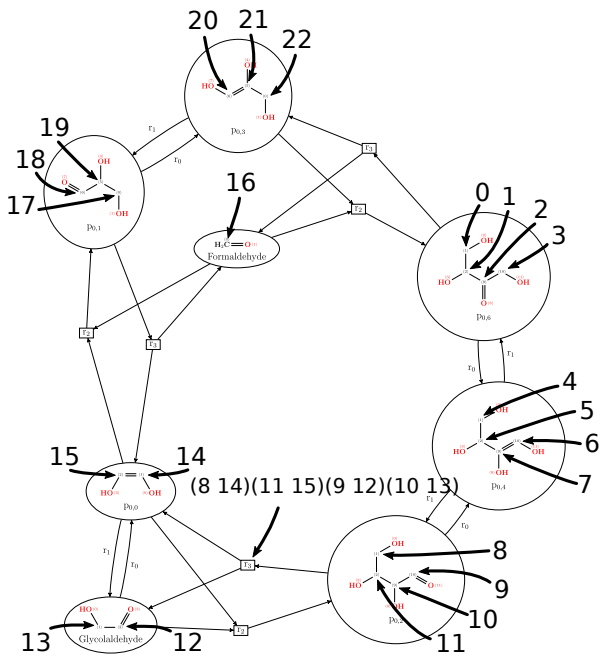 20
21
22
HO
O
OH
p0,3
19
18
17
O
OH
OH
p0,1
r1
r0
r3
r2
16
H2C
O
Formaldehyde
0
1
2
3
OH
HO
OH
O
p0,6
r2
r3
r0
r1
4
5
6
7
OH
HO
OH
OH
p0,4
15
14
HO
OH
p0,0
(8 14)(11 15)(9 12)(10 13)
r1
r0
r3
r1
r0
8
9
10
11
OH
HO
O
OH
p0,2
HO
O
Glycolaldehyde
r2
13
12